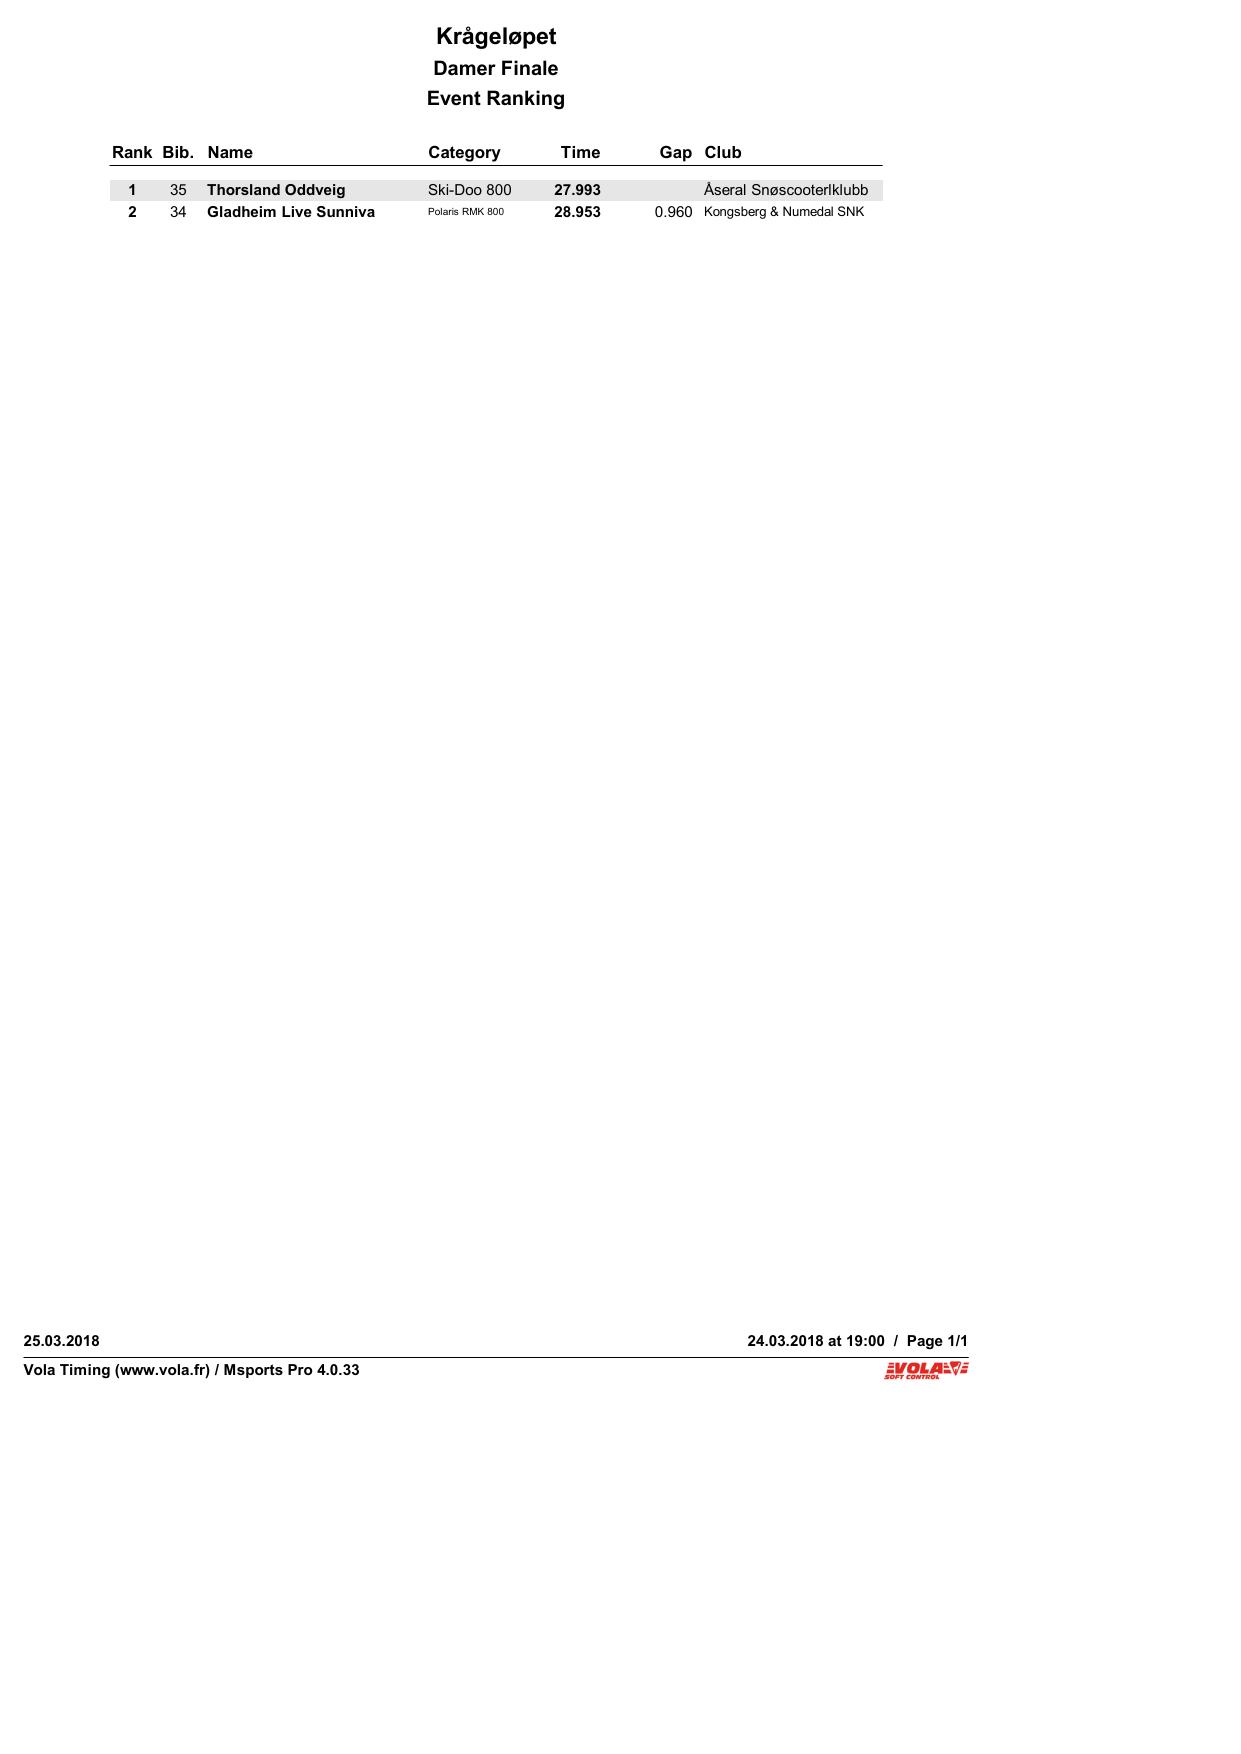 Krågeløpet
Damer Finale
Event Ranking
Rank Bib. Name Category Time Gap Club
1 35 Thorsland Oddveig Ski-Doo 800 27.993 Åseral Snøscooterlklubb
2 34 Gladheim Live Sunniva Polaris RMK 800 28.953 0.960 Kongsberg & Numedal SNK
25.03.2018 24.03.2018 at 19:00 / Page 1/1
Vola Timing (www.vola.fr) / Msports Pro 4.0.33 VOLA
SOFT CONTROL